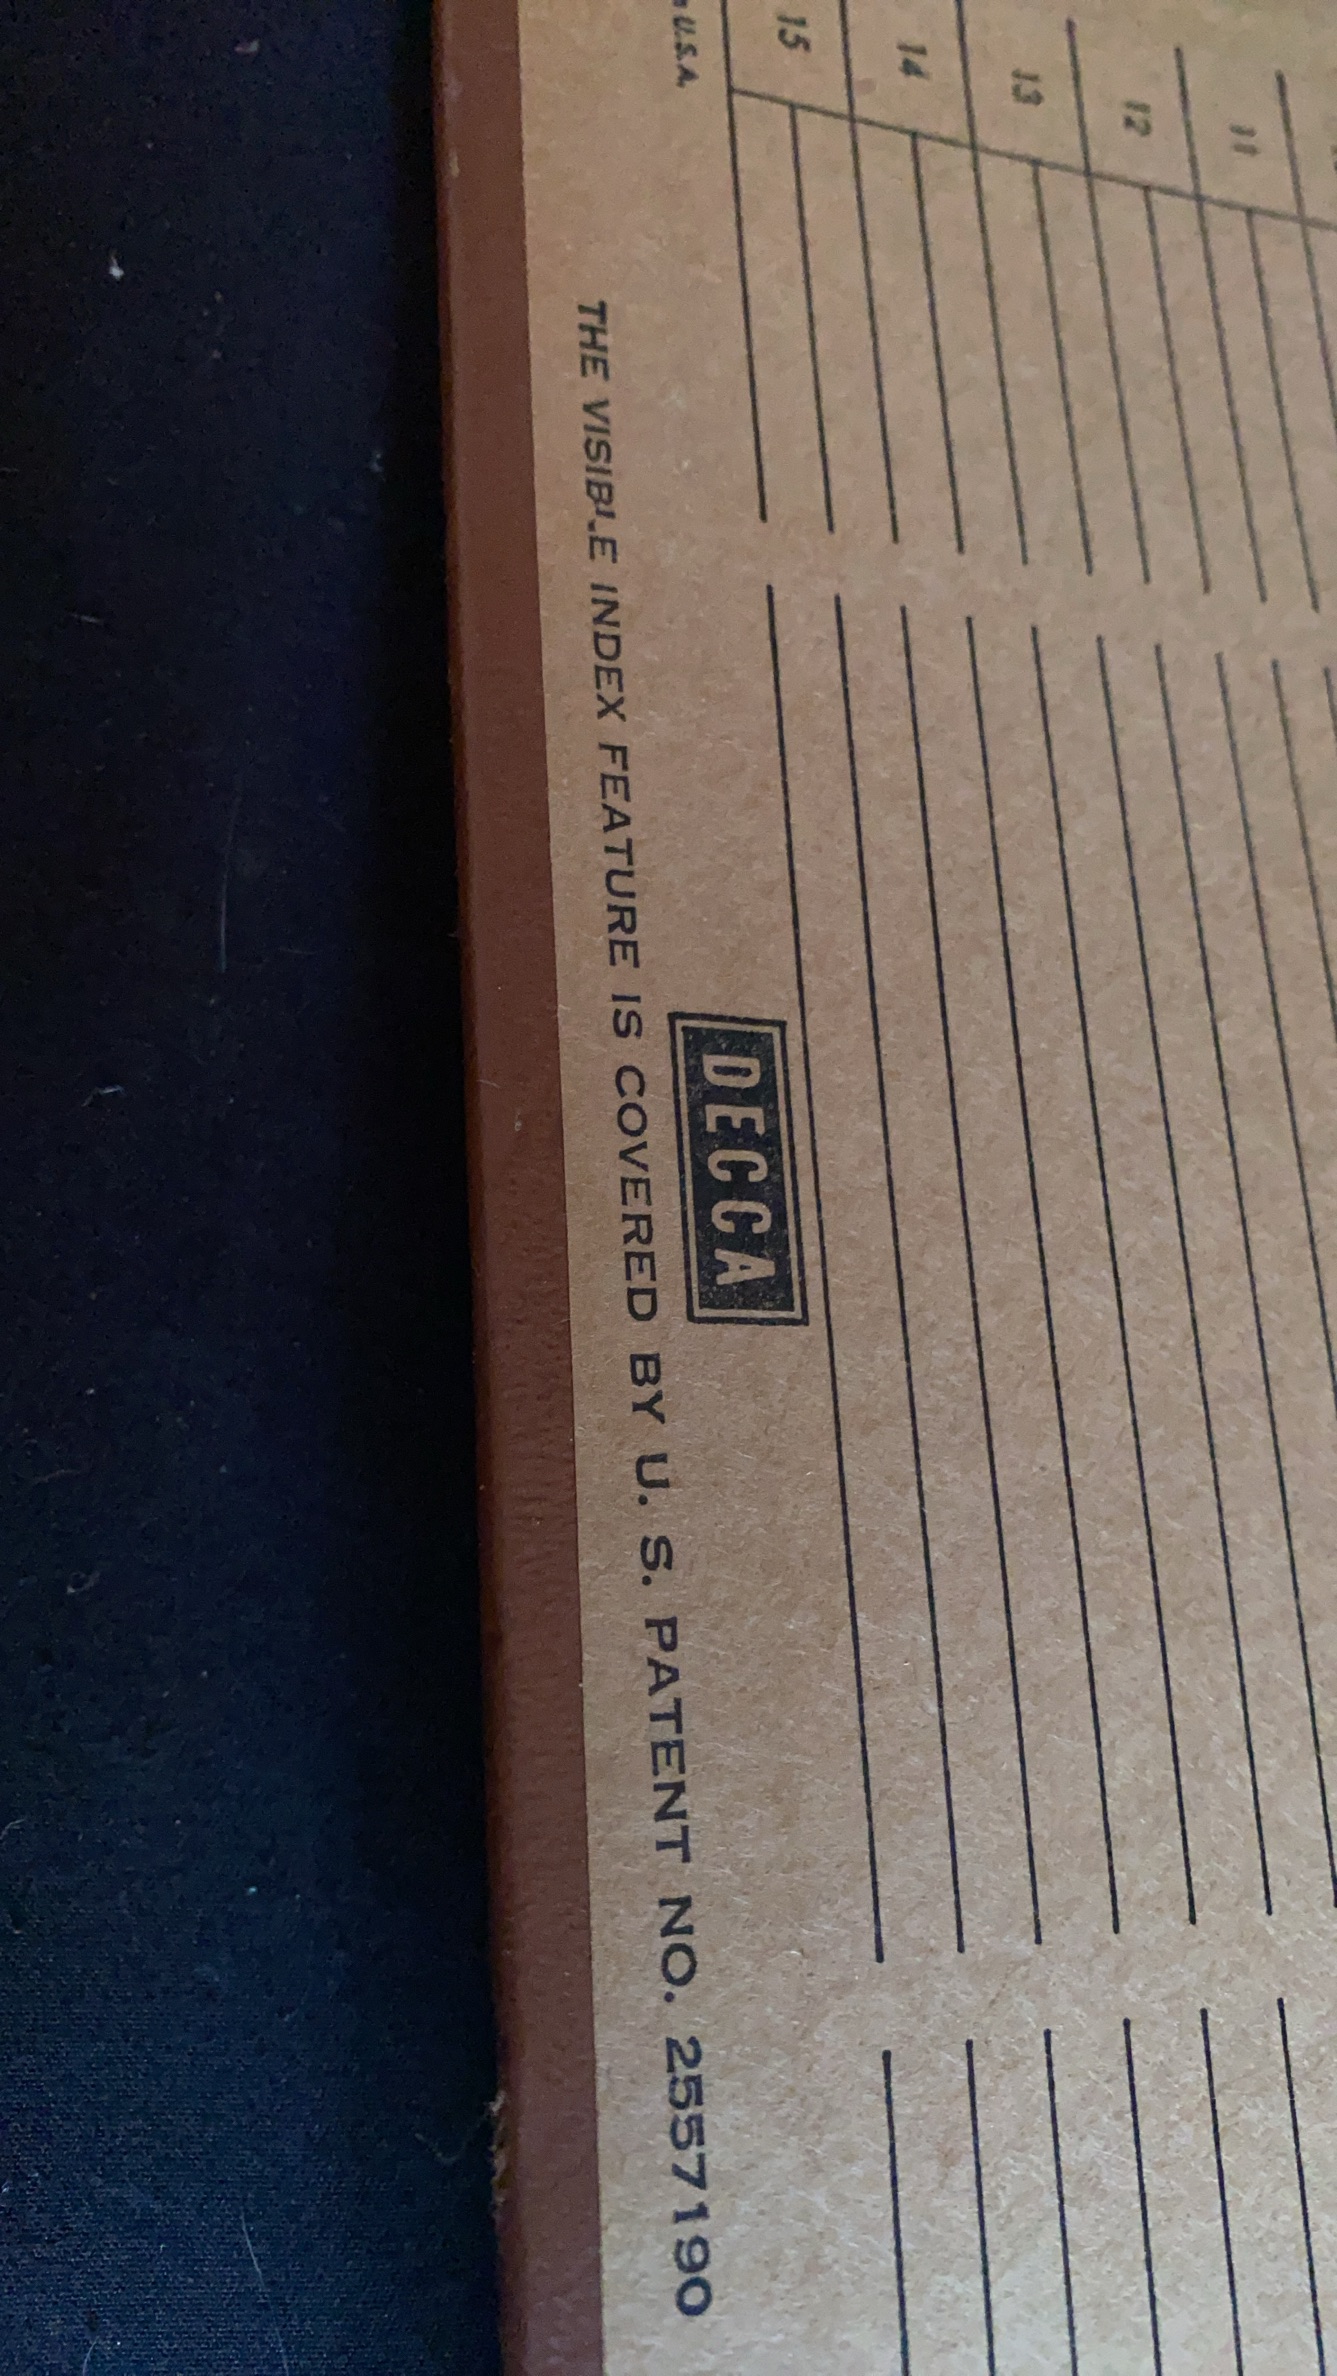 11
12
13
14
15
U.S.A.
DECCA
THE VISIBLE INDEX FEATURE IS COVERED BY U. S. PATENT NO. 2557190